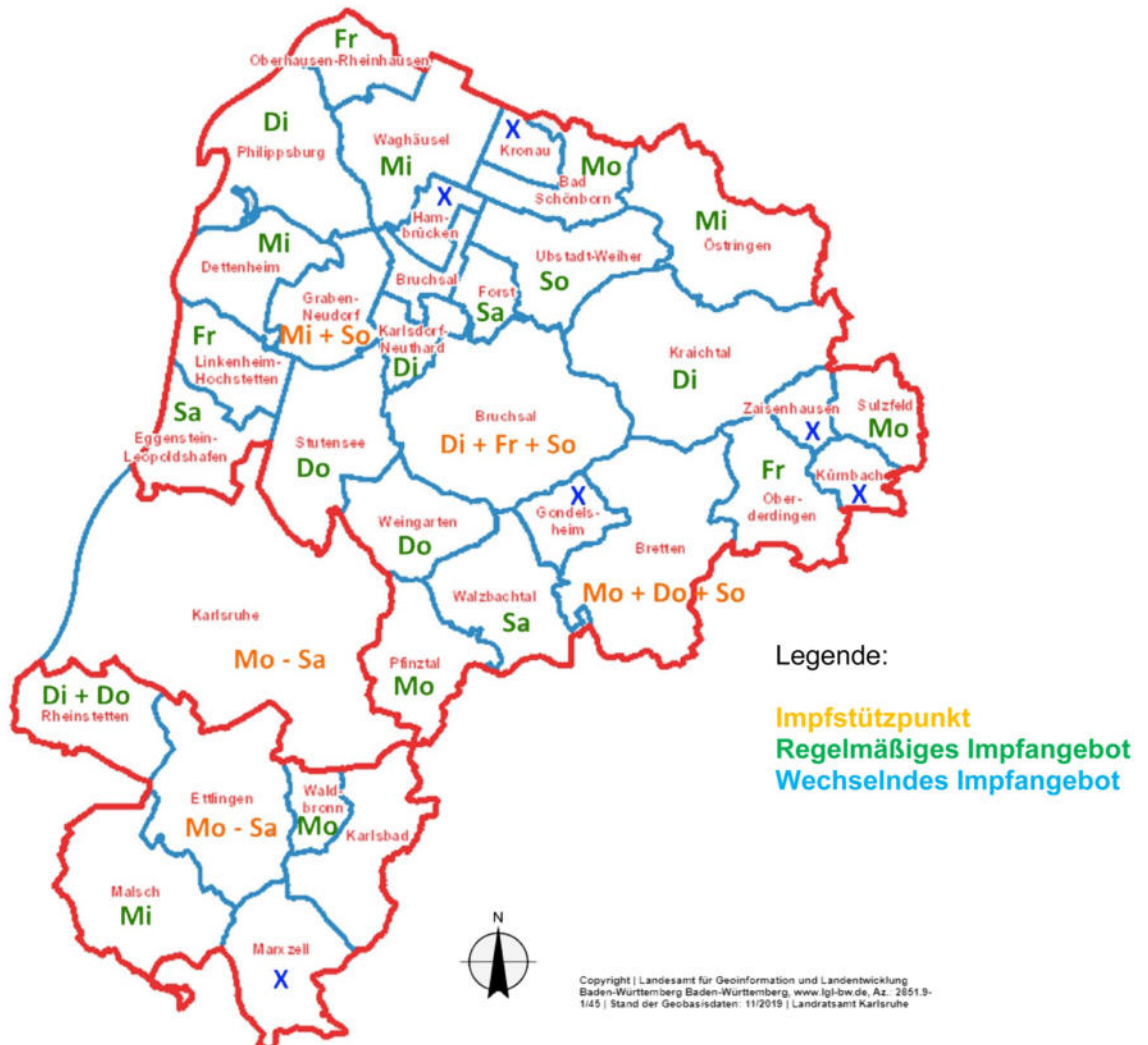 Fr
Oberhausen-Rheinhausen
Di
Philippsburg
Waghäusel
Mi
X
Kronau
Mo
Bad
Schönborn
X
Ham-
brücken
Mi
Östringen
Mi
Dettenheim
Ubstadt-Weiher
So
Bruchsal
Forst
Sa
Graben-
Neudorf
Mi + So
Karlsdorf-
Neuthard
Di
Fr
Linkenheim-
Hochstetten
Kraichtal
Di
Sa
Eggenstein-
Leopoldshafen
Stutensee
Do
Bruchsal
Di + Fr + So
Zaisenhausen
X
Sulzfeld
Mo
Fr
Ober-
derdingen
Kürnbach
X
X
Gondels-
heim
Weingarten
Do
Bretten
Mo + Do + So
Walzbachtal
Sa
Karlsruhe
Mo - Sa
Pfinztal
Mo
Di + Do
Rheinstetten
Ettlingen
Mo - Sa
Wald-
bronn
Mo
Karlsbad
Malsch
Mi
Marxzell
X
Legende:
Impfstützpunkt
Regelmäßiges Impfangebot
Wechselndes Impfangebot
N
Copyright | Landesamt für Geoinformation und Landentwicklung
Baden-Württemberg Baden-Württemberg, www.lgl-bw.de, Az.: 2851.9-
1/45 | Stand der Geobasisdaten: 11/2019 | Landratsamt Karlsruhe